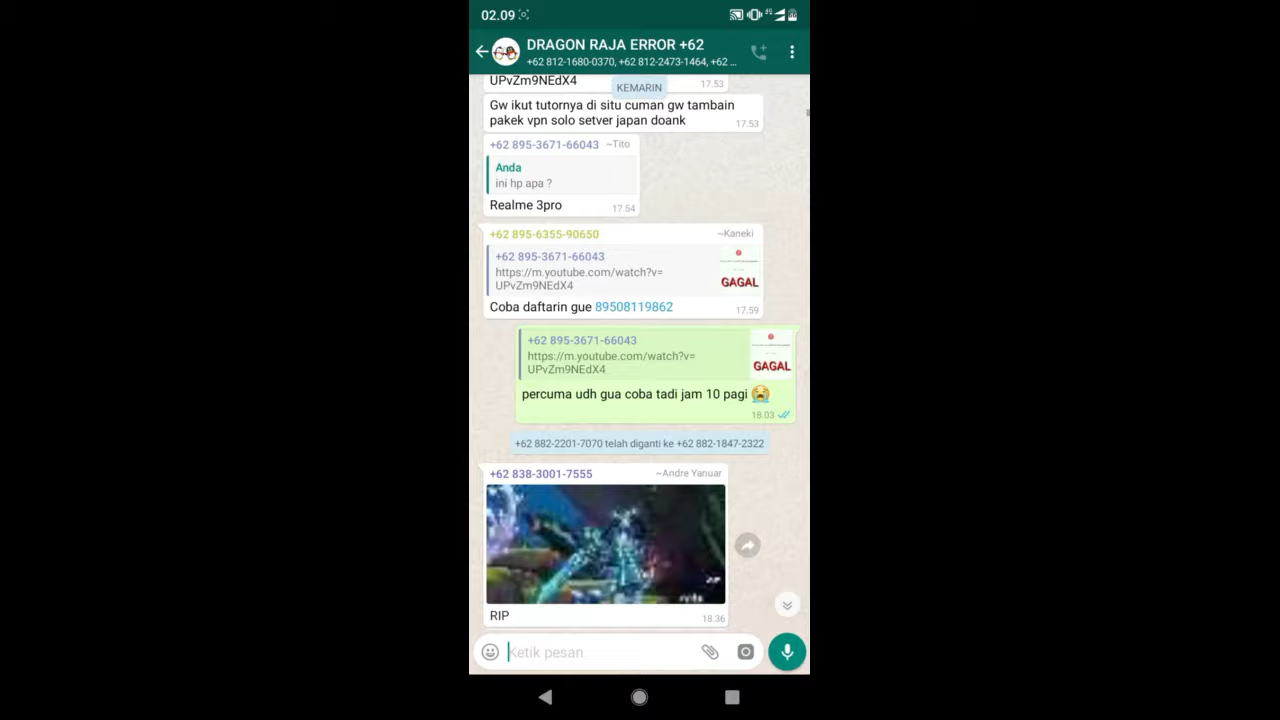 02.09
DRAGON RAJA ERROR +62
+62 812-1680-0370, +62 812-2473-1464, +62 ...
UPvZm9NEdX4
17.53
KEMARIN
Gw ikut tutornya di situ cuman gw tambain
pakek vpn solo setver japan doank
17.53
+62 895-3671-66043 ~Tito
Anda
ini hp apa ?
Realme 3pro
17.54
+62 895-6355-90650 ~Kaneki
+62 895-3671-66043
https://m.youtube.com/watch?v=
UPvZm9NEdX4
GAGAL
Coba daftarin gue 89508119862
17.59
+62 895-3671-66043
https://m.youtube.com/watch?v=
UPvZm9NEdX4
GAGAL
percuma udh gua coba tadi jam 10 pagi 😭
18.03
+62 882-2201-7070 telah diganti ke +62 882-1847-2322
+62 838-3001-7555 ~Andre Yanuar
RIP
18.36
Ketik pesan